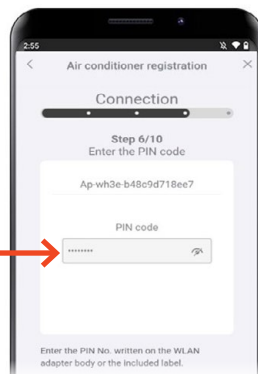 2:55
Air conditioner registration
Connection
Step 6/10
Enter the PIN code
Ap-wh3e-b48c9d718ee7
PIN code
••••••••
Enter the PIN No. written on the WLAN
adapter body or the included label.